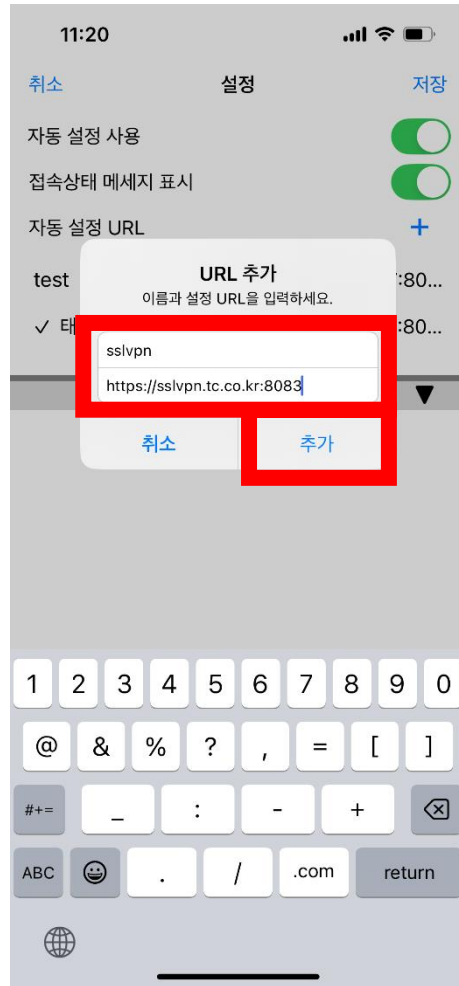 11:20
취소 설정 저장
자동 설정 사용
접속상태 메세지 표시
자동 설정 URL +
test :80...
✓ 태 :80...
URL 추가
이름과 설정 URL을 입력하세요.
sslvpn
https://sslvpn.tc.co.kr:8083
취소 추가
1 2 3 4 5 6 7 8 9 0
@ & % ? , = [ ]
#+= _ : - +
ABC . / .com return